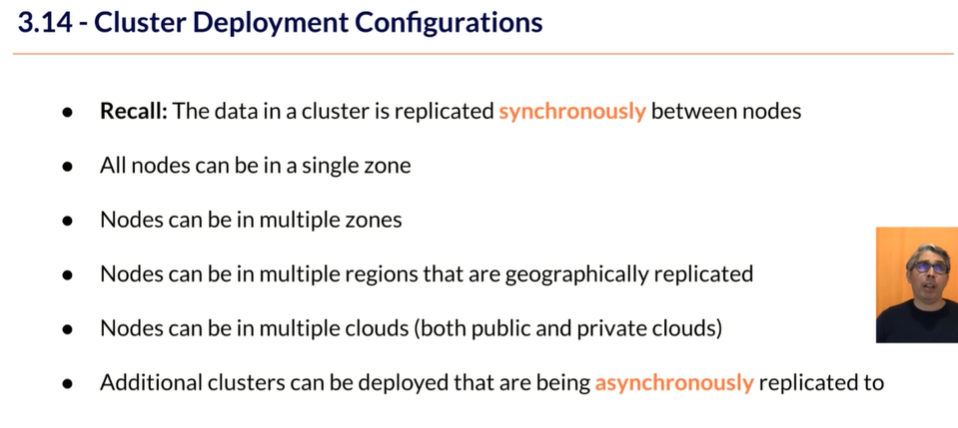 3.14 - Cluster Deployment Configurations
● Recall: The data in a cluster is replicated synchronously between nodes
● All nodes can be in a single zone
● Nodes can be in multiple zones
● Nodes can be in multiple regions that are geographically replicated
● Nodes can be in multiple clouds (both public and private clouds)
● Additional clusters can be deployed that are being asynchronously replicated to